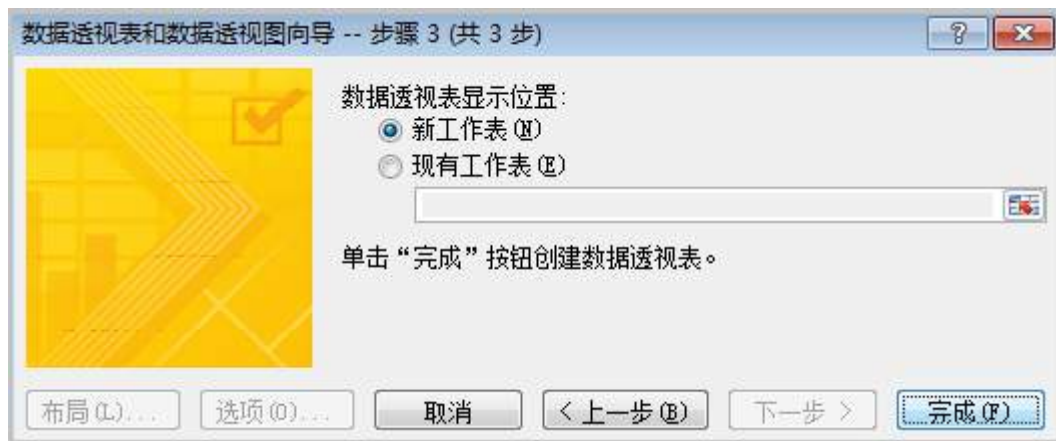 数据透视表和数据透视图向导 -- 步骤 3 (共 3 步)
数据透视表显示位置:
新工作表(N)
现有工作表(E)
单击“完成”按钮创建数据透视表。
布局(L)... 选项(O)... 取消 < 上一步(B) 下一步 > 完成(F)